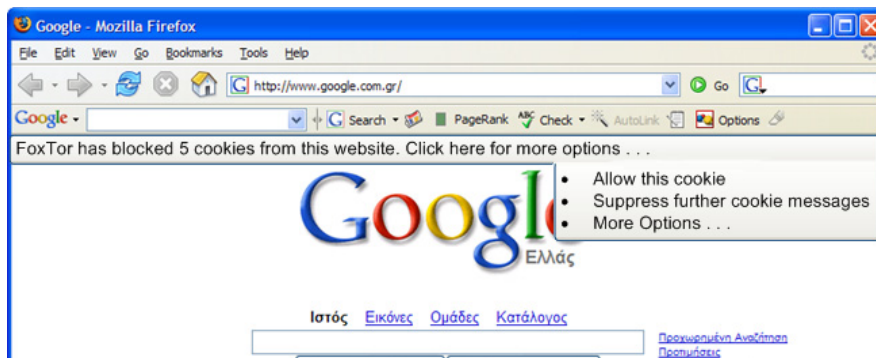 Google - Mozilla Firefox
File Edit View Go Bookmarks Tools Help
G http://www.google.com.gr/ Go G
Google G Search PageRank ABC Check AutoLink Options
FoxTor has blocked 5 cookies from this website. Click here for more options . . .
• Allow this cookie
• Suppress further cookie messages
• More Options . . .
Google
Ελλάς
Ιστός Εικόνες Ομάδες Κατάλογος
Προχωρημένη Αναζήτηση
Προτιμήσεις